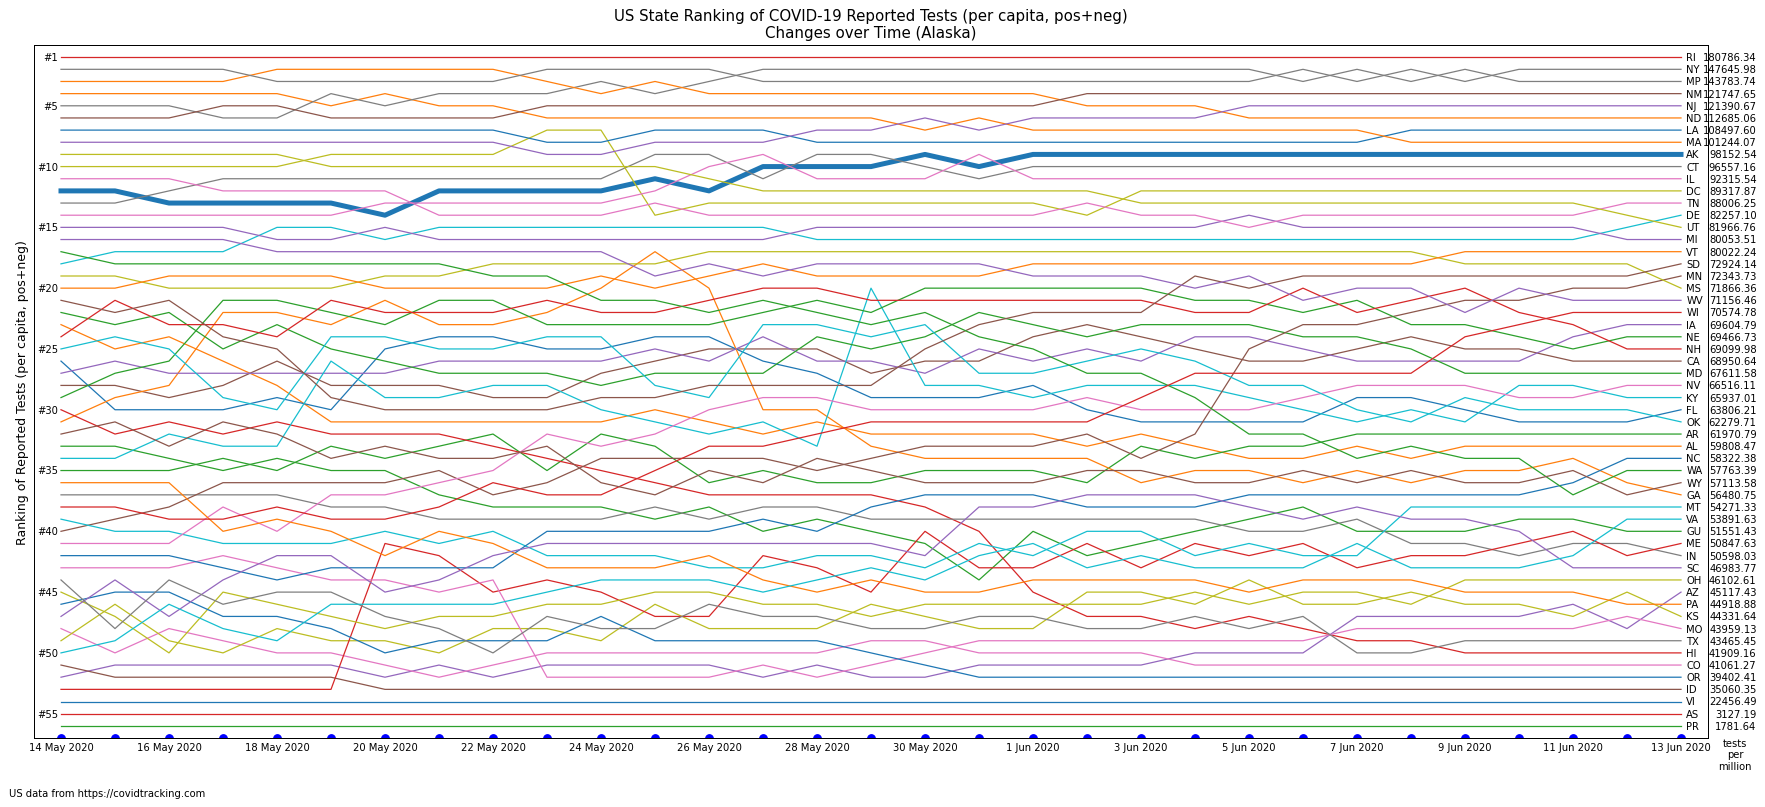 US State Ranking of COVID-19 Reported Tests (per capita, pos+neg)
Changes over Time (Alaska)
Ranking of Reported Tests (per capita, pos+neg)
#1
#5
#10
#15
#20
#25
#30
#35
#40
#45
#50
#55
RI 180786.34
NY 147645.98
MP 143783.74
NM 121747.65
NJ 121390.67
ND 112685.06
LA 108497.60
MA 101244.07
AK 98152.54
CT 96557.16
IL 92315.54
DC 89317.87
TN 88006.25
DE 82257.10
UT 81966.76
MI 80053.51
VT 80022.24
SD 72924.14
MN 72343.73
MS 71866.36
WV 71156.46
WI 70574.78
IA 69604.79
NE 69466.73
NH 69099.98
CA 68950.64
MD 67611.58
NV 66516.11
KY 65937.01
FL 63806.21
OK 62279.71
AR 61970.79
AL 59808.47
NC 58322.38
WA 57763.39
WY 57113.58
GA 56480.75
MT 54271.33
VA 53891.63
GU 51551.43
ME 50847.63
IN 50598.03
SC 46983.77
OH 46102.61
AZ 45117.43
PA 44918.88
KS 44331.64
MO 43959.13
TX 43465.45
HI 41909.16
CO 41061.27
OR 39402.41
ID 35060.35
VI 22456.49
AS 3127.19
PR 1781.64
14 May 2020 16 May 2020 18 May 2020 20 May 2020 22 May 2020 24 May 2020 26 May 2020 28 May 2020 30 May 2020 1 Jun 2020 3 Jun 2020 5 Jun 2020 7 Jun 2020 9 Jun 2020 11 Jun 2020 13 Jun 2020
tests
per
million
US data from https://covidtracking.com